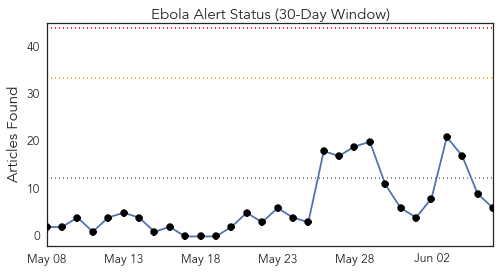 Ebola Alert Status (30-Day Window)
Articles Found
40
30
20
10
0
May 08 May 13 May 18 May 23 May 28 Jun 02